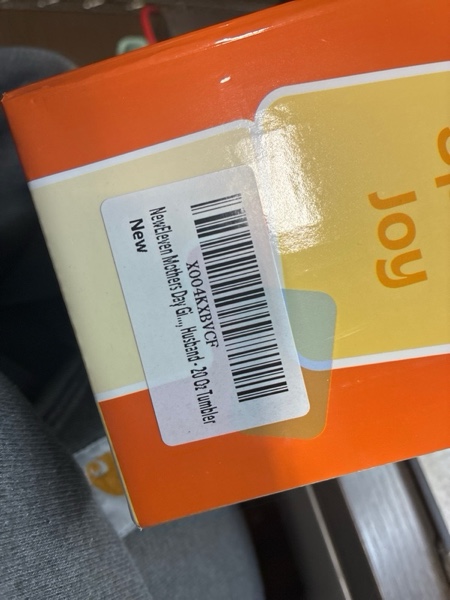 Joy
X004KXBVCF
NewEleven Mothers Day Gi..., Husband - 20 Oz Tumbler
New